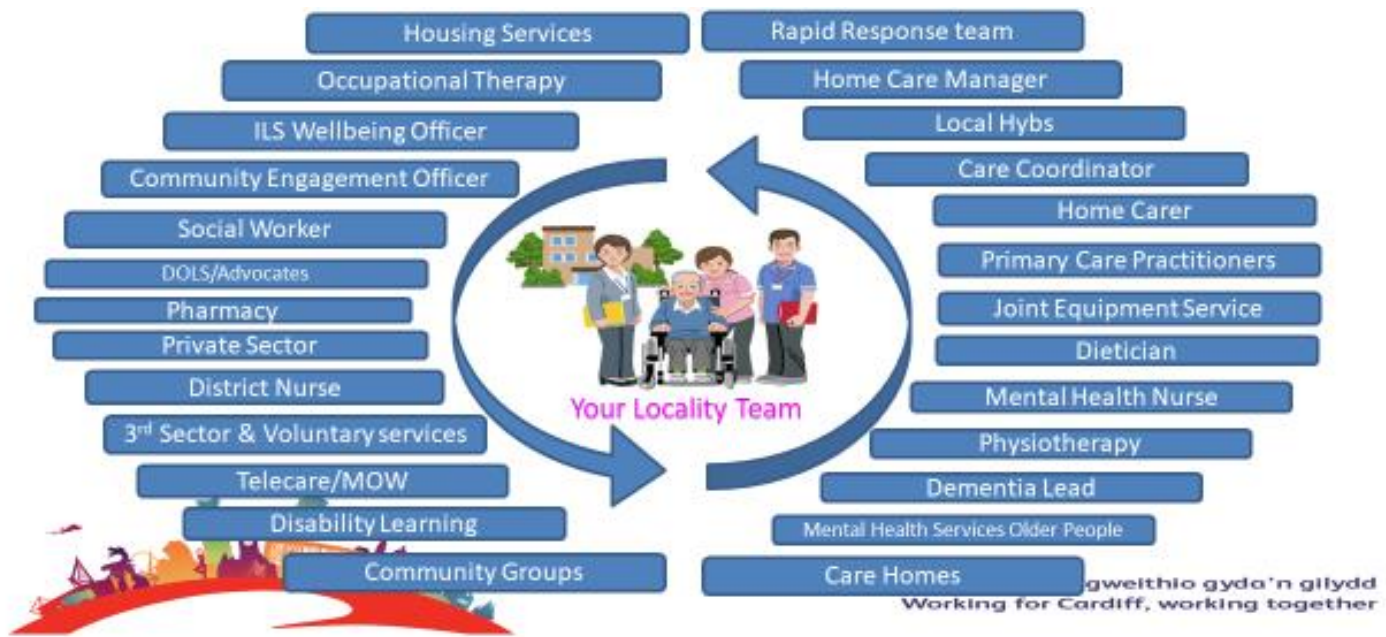 Housing Services
Occupational Therapy
ILS Wellbeing Officer
Community Engagement Officer
Social Worker
DOLS/Advocates
Pharmacy
Private Sector
District Nurse
3rd Sector & Voluntary services
Telecare/MOW
Disability Learning
Community Groups
Rapid Response team
Home Care Manager
Local Hybs
Care Coordinator
Home Carer
Primary Care Practitioners
Joint Equipment Service
Dietician
Mental Health Nurse
Physiotherapy
Dementia Lead
Mental Health Services Older People
Care Homes
Your Locality Team
gweithio gyda'n gilydd
Working for Cardiff, working together